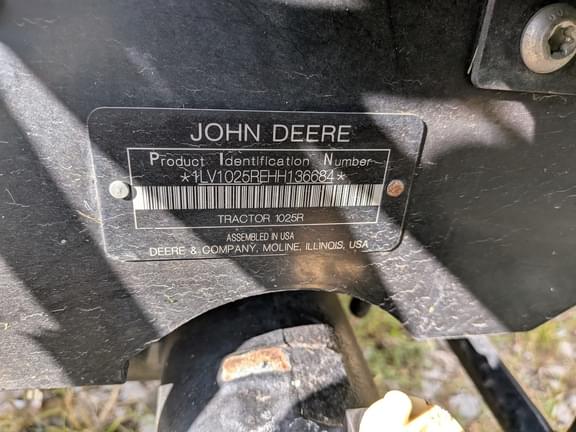 JOHN DEERE
Product Identification Number
*1LV1025REHH136684*
TRACTOR 1025R
ASSEMBLED IN USA
DEERE & COMPANY, MOLINE, ILLINOIS, USA